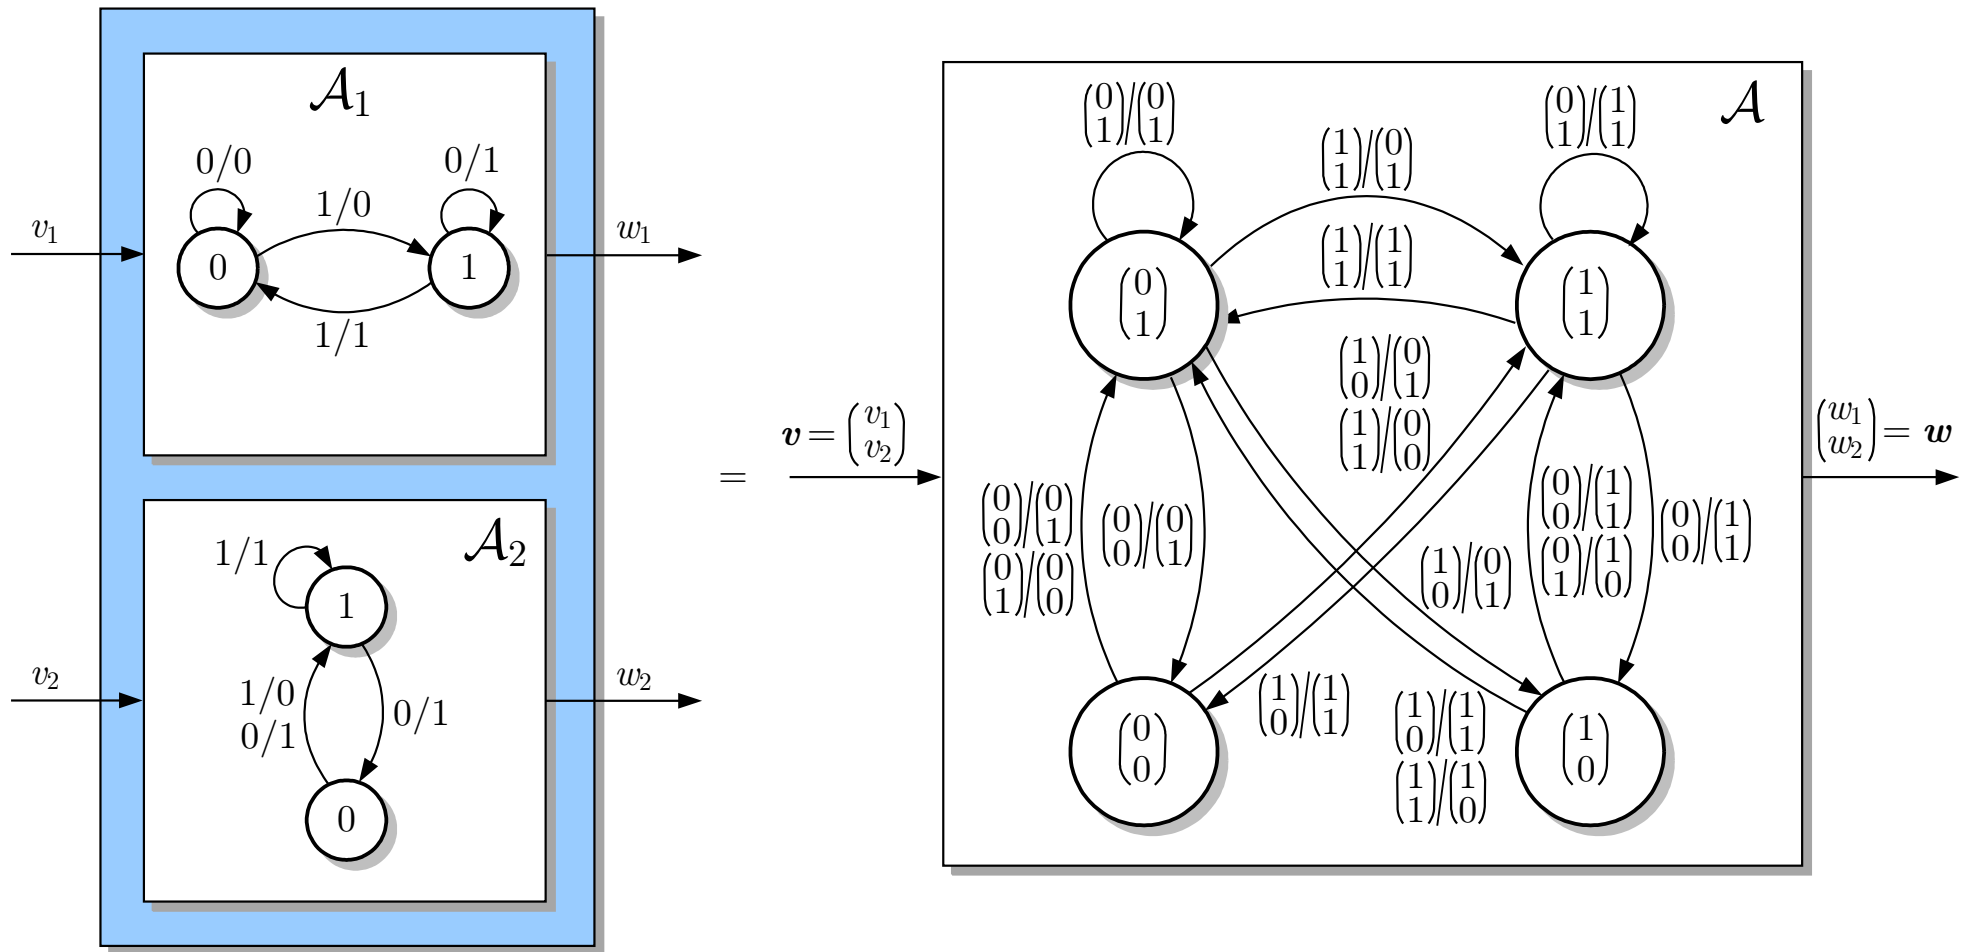 𝒜₁
0/0
0/1
1/0
v₁
w₁
0
1
1/1
𝒜₂
1/1
1
v₂
w₂
1/0
0/1
0/1
0
=
𝒗 = (v₁ v₂)
𝒜
(0 1)/(0 1)
(0 1)/(1 1)
(1 1)/(0 1)
(1 1)/(1 1)
(0 1)
(1 1)
(1 0)/(0 1)
(1 1)/(0 0)
(0 0)/(0 1)
(0 1)/(0 0)
(0 0)/(0 1)
(1 0)/(0 1)
(0 0)/(1 1)
(0 1)/(1 0)
(0 0)/(1 1)
(1 0)/(1 1)
(1 0)/(1 1)
(1 1)/(1 0)
(0 0)
(1 0)
(w₁ w₂) = 𝒘